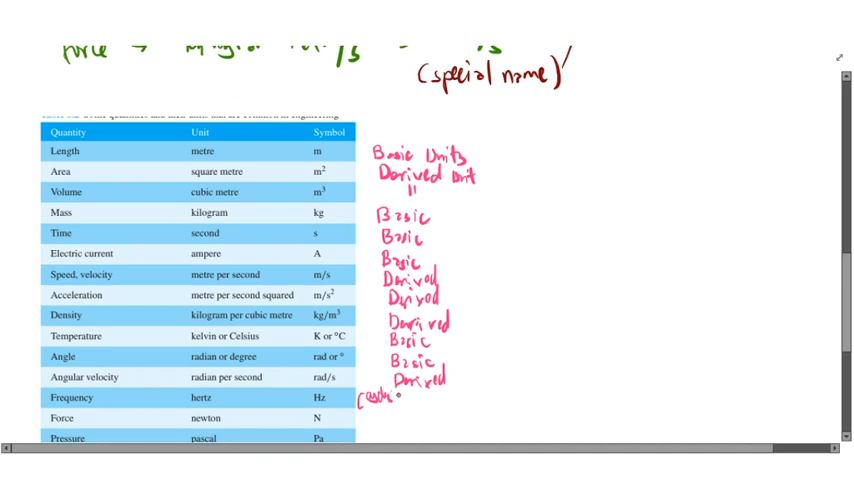 (special name)
Quantity Unit Symbol
Length metre m Basic Units
Area square metre m² Derived unit
Volume cubic metre m³ "
Mass kilogram kg Basic
Time second s Basic
Electric current ampere A Basic
Speed, velocity metre per second m/s Derived
Acceleration metre per second squared m/s² Derived
Density kilogram per cubic metre kg/m³ Derived
Temperature kelvin or Celsius K or °C Basic
Angle radian or degree rad or ° Basic
Angular velocity radian per second rad/s Derived
Frequency hertz Hz
Force newton N
Pressure pascal Pa